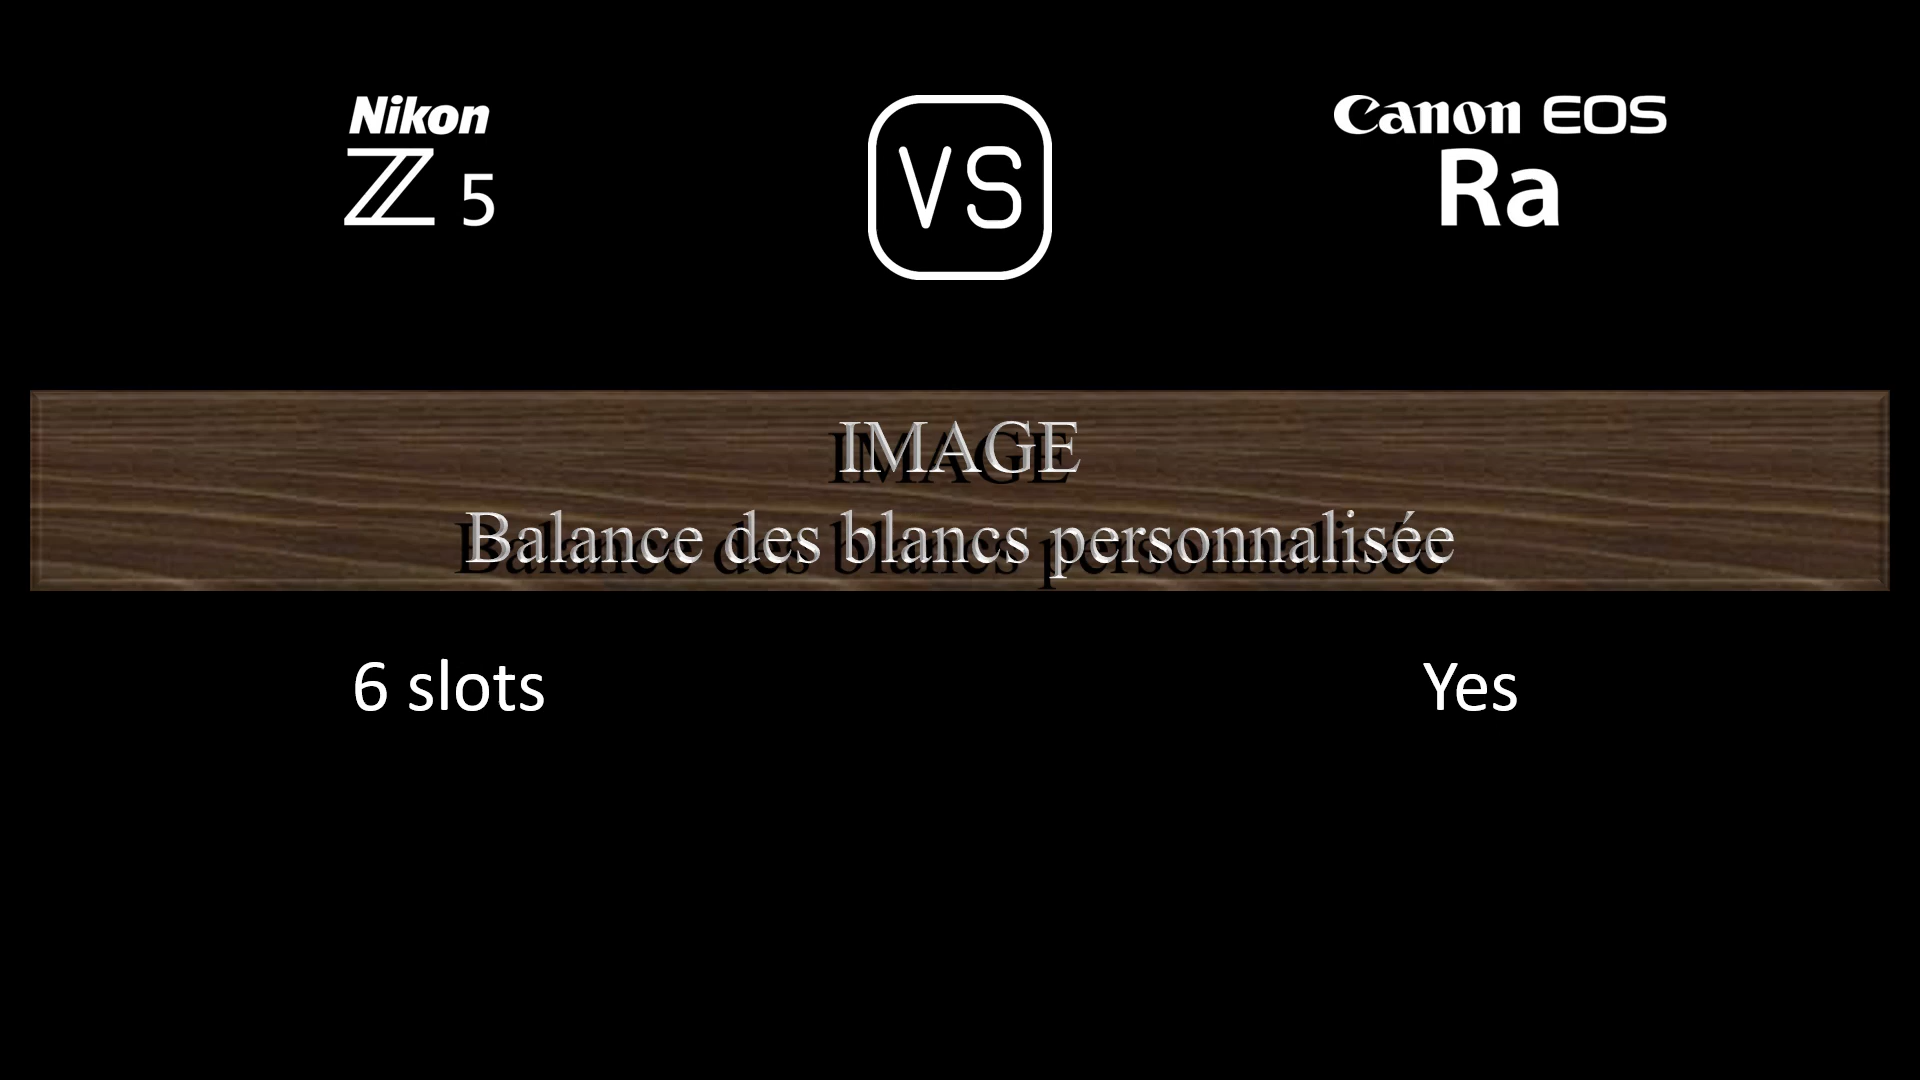 Nikon
Z 5
VS
Canon EOS
Ra
IMAGE
Balance des blancs personnalisée
6 slots
Yes